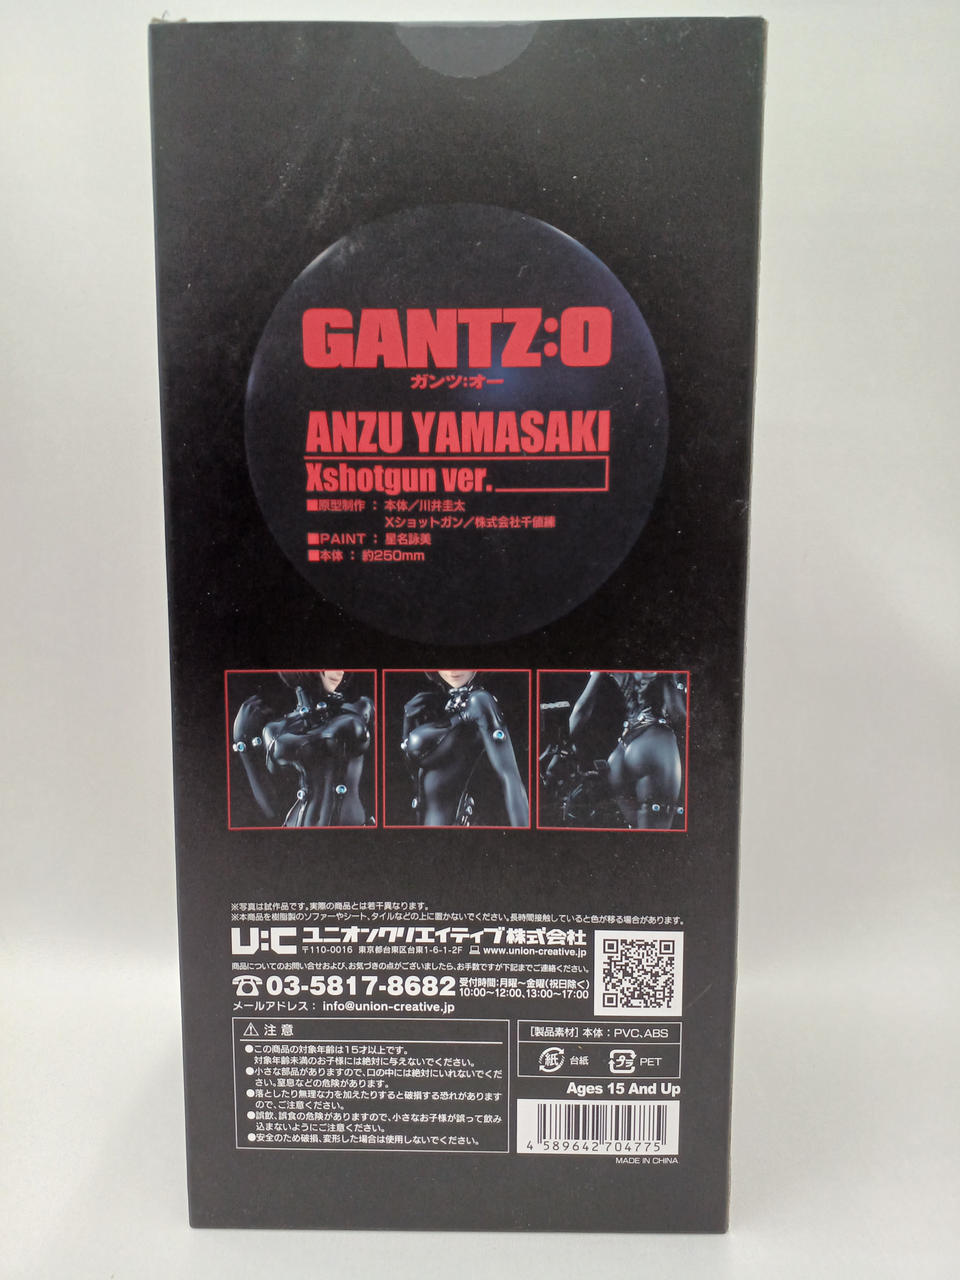 GANTZ:O
ガンツ:オー
ANZU YAMASAKI
Xshotgun ver.
■原型制作 : 本体／川井圭太
Xショットガン／株式会社千値練
■PAINT : 星名詠美
■本体 : 約250mm
※写真は試作品です。実際の商品とは若干異なります。
※本商品を樹脂製のソファーやシート、タイルなどの上に置かないでください。長時間接触していると色が移る場合があります。
U:C ユニオンクリエイティブ株式会社
〒110-0016 東京都台東区台東1-6-1-2F www.union-creative.jp
商品についてのお問い合せおよび、お気づきの点がございましたら、お手数ですが下記までご連絡ください。
☎03-5817-8682 受付時間:月曜～金曜(祝日除く)
10:00～12:00、13:00～17:00
メールアドレス : info@union-creative.jp
⚠ 注意
●この商品の対象年齢は15才以上です。
対象年齢未満のお子様には絶対に与えないでください。
●小さな部品がありますので、口の中には絶対にいれないでくだ
さい。窒息などの危険があります。
●落としたり無理な力を加えたりすると破損する恐れがあります
ので、ご注意ください。
●誤飲、誤食の危険がありますので、小さなお子様が誤って飲み
込まないようにご注意ください。
●安全のため破損、変形した場合は使用しないでください。
[製品素材] 本体 : PVC、ABS
紙 台紙 プラ PET
Ages 15 And Up
4 589642 704775
MADE IN CHINA